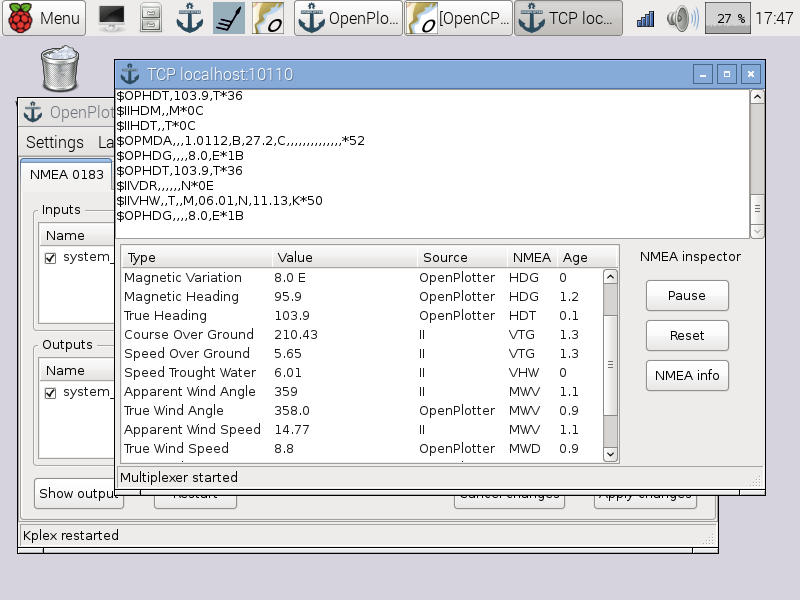 Menu
OpenPlo...
[OpenCP...
TCP loc...
27 %
17:47
TCP localhost:10110
$OPHDT,103.9,T*36
$IIHDM,,M*0C
$IIHDT,,T*0C
$OPMDA,,,1.0112,B,27.2,C,,,,,,,,,,,,,,*52
$OPHDG,,,,8.0,E*1B
$OPHDT,103.9,T*36
$IIVDR,,,,,,N*0E
$IIVHW,,T,,M,06.01,N,11.13,K*50
$OPHDG,,,,8.0,E*1B
Type Value Source NMEA Age
Magnetic Variation 8.0 E OpenPlotter HDG 0
Magnetic Heading 95.9 OpenPlotter HDG 1.2
True Heading 103.9 OpenPlotter HDT 0.1
Course Over Ground 210.43 II VTG 1.3
Speed Over Ground 5.65 II VTG 1.3
Speed Trought Water 6.01 II VHW 0
Apparent Wind Angle 359 II MWV 1.1
True Wind Angle 358.0 OpenPlotter MWV 0.9
Apparent Wind Speed 14.77 II MWV 1.1
True Wind Speed 8.8 OpenPlotter MWD 0.9
NMEA inspector
Pause
Reset
NMEA info
Multiplexer started
OpenPlot
Settings La
NMEA 0183
Inputs
Name
system_
Outputs
Name
system_
Show output
Restart
Cancel changes
Apply changes
Kplex restarted